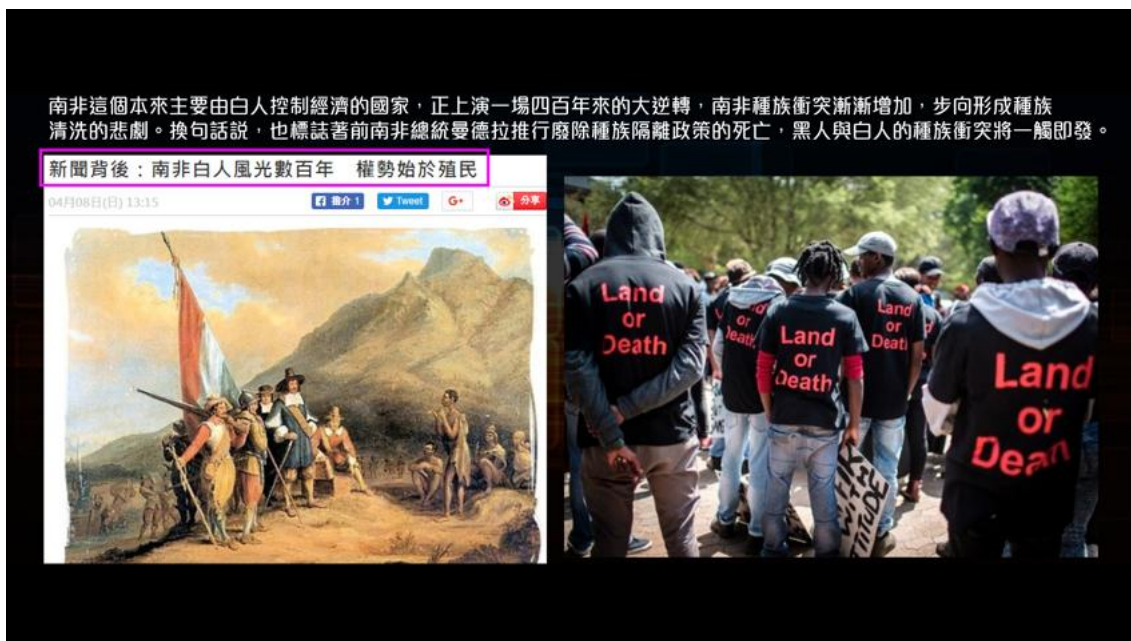 南非這個本來主要由白人控制經濟的國家，正上演一場四百年來的大逆轉，南非種族衝突漸漸增加，步向形成種族
清洗的悲劇。換句話說，也標誌著前南非總統曼德拉推行廢除種族隔離政策的死亡，黑人與白人的種族衝突將一觸即發。
新聞背後：南非白人風光數百年　權勢始於殖民
04月08日(日) 13:15
推介 1
Tweet
G+
分享
Land
or
Death
or
Death
Land
or
Death
Land
or
Death
Land
or
Death